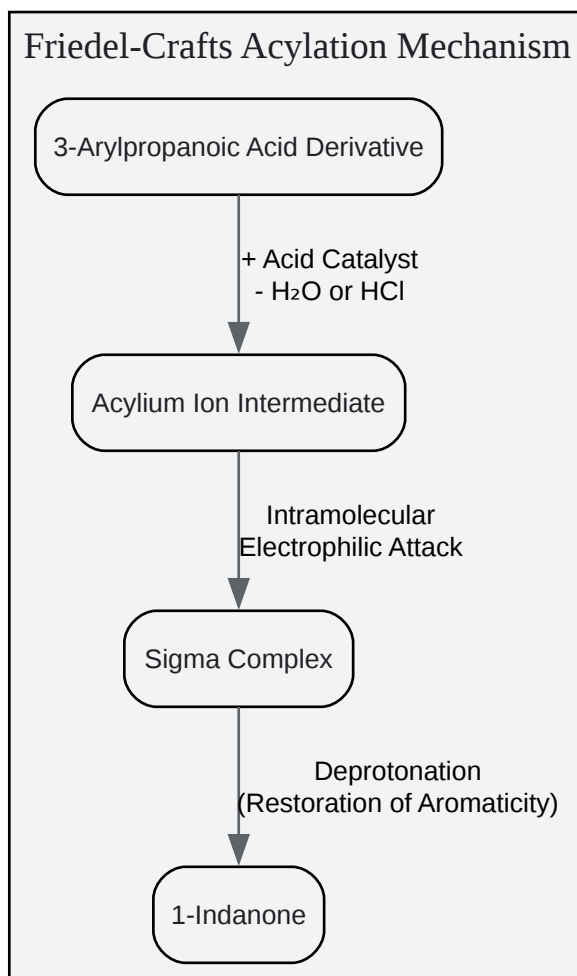 Friedel-Crafts Acylation Mechanism
3-Arylpropanoic Acid Derivative
+ Acid Catalyst
- H₂O or HCl
Acylium Ion Intermediate
Intramolecular
Electrophilic Attack
Sigma Complex
Deprotonation
(Restoration of Aromaticity)
1-Indanone